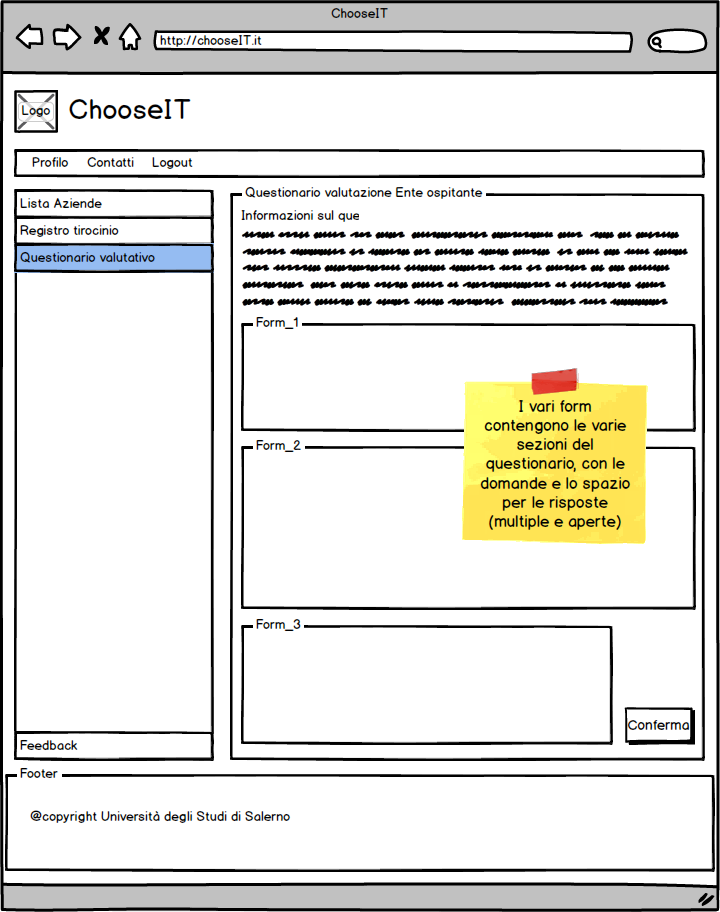 ChooseIT
http://chooseIT.it
Logo
ChooseIT
Profilo Contatti Logout
Lista Aziende
Registro tirocinio
Questionario valutativo
Feedback
Questionario valutazione Ente ospitante
Informazioni sul que
Form_1
I vari form
contengono le varie
sezioni del
questionario, con le
domande e lo spazio
per le risposte
(multiple e aperte)
Form_2
Form_3
Conferma
Footer
@copyright Università degli Studi di Salerno